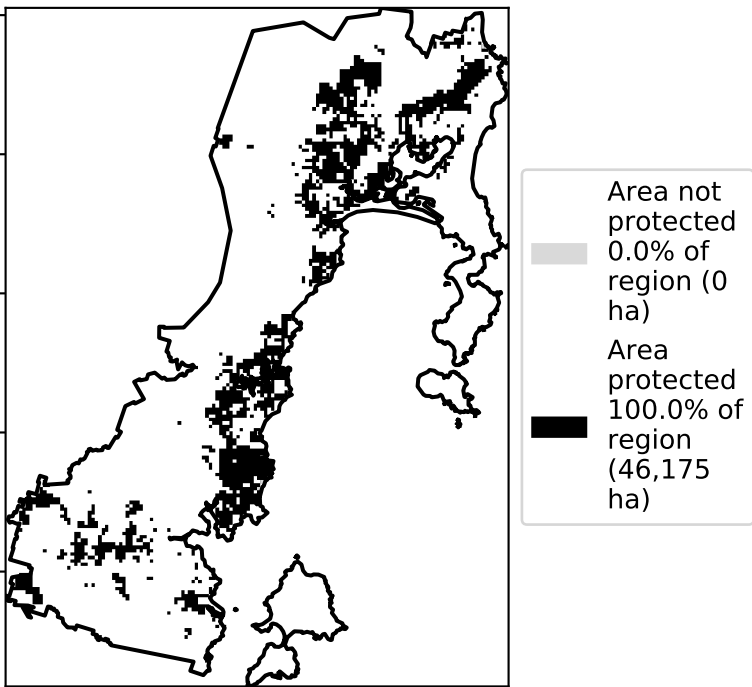 Area not
protected
0.0% of
region (0
ha)
Area
protected
100.0% of
region
(46,175
ha)